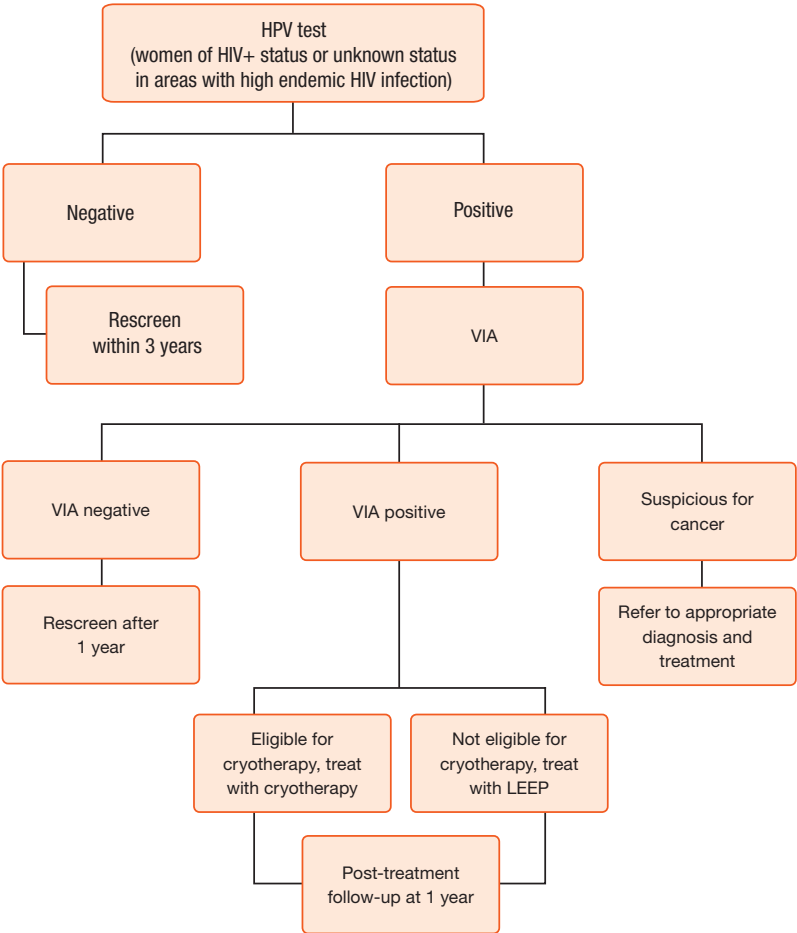 HPV test
(women of HIV+ status or unknown status
in areas with high endemic HIV infection)
Negative
Positive
Rescreen
within 3 years
VIA
VIA negative
VIA positive
Suspicious for
cancer
Rescreen after
1 year
Refer to appropriate
diagnosis and
treatment
Eligible for
cryotherapy, treat
with cryotherapy
Not eligible for
cryotherapy, treat
with LEEP
Post-treatment
follow-up at 1 year